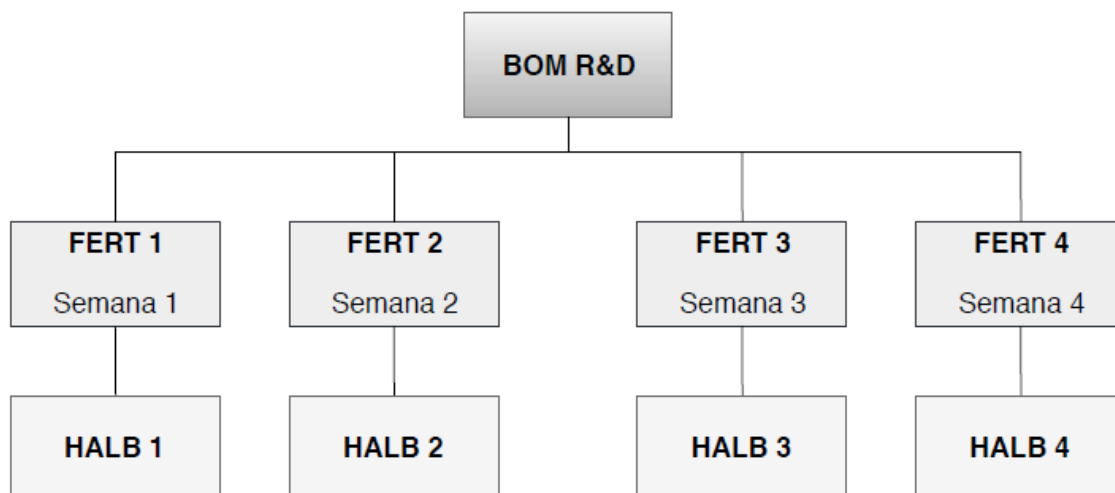 BOM R&D
FERT 1
Semana 1
FERT 2
Semana 2
FERT 3
Semana 3
FERT 4
Semana 4
HALB 1
HALB 2
HALB 3
HALB 4